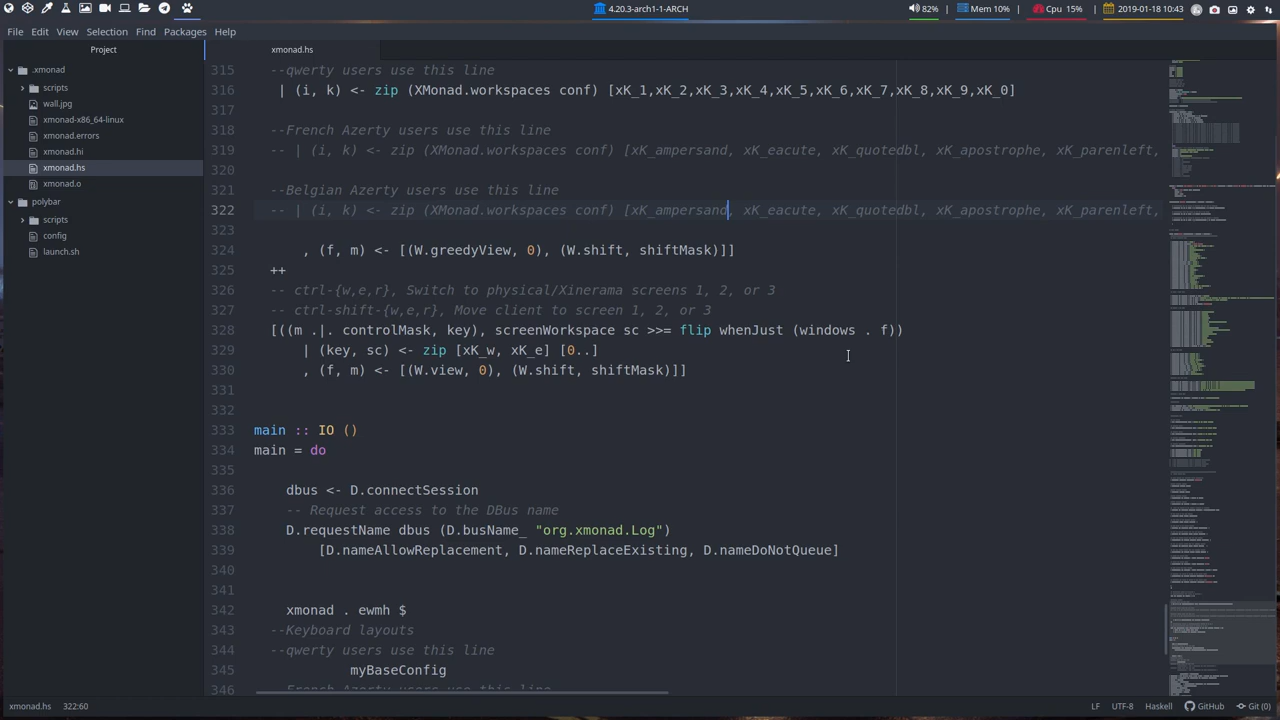 4.20.3-arch1-1-ARCH
82%
Mem 10%
Cpu 15%
2019-01-18 10:43
File Edit View Selection Find Packages Help
Project
.xmonad
scripts
wall.jpg
xmonad-x86_64-linux
xmonad.errors
xmonad.hi
xmonad.hs
xmonad.o
polybar
scripts
config
launch.sh
xmonad.hs
315 --qwerty users use this line
316 | (i, k) <- zip (XMonad.workspaces conf) [xK_1,xK_2,xK_3,xK_4,xK_5,xK_6,xK_7,xK_8,xK_9,xK_0]
317
318 --French Azerty users use this line
319 -- | (i, k) <- zip (XMonad.workspaces conf) [xK_ampersand, xK_eacute, xK_quotedbl, xK_apostrophe, xK_parenleft,
320
321 --Belgian Azerty users use this line
322 -- | (i, k) <- zip (XMonad.workspaces conf) [xK_ampersand, xK_eacute, xK_quotedbl, xK_apostrophe, xK_parenleft,
323
324 , (f, m) <- [(W.greedyView, 0), (W.shift, shiftMask)]]
325 ++
326 -- ctrl-{w,e,r}, Switch to physical/Xinerama screens 1, 2, or 3
327 -- ctrl-shift-{w,e,r}, Move client to screen 1, 2, or 3
328 [((m .|. controlMask, key), screenWorkspace sc >>= flip whenJust (windows . f))
329 | (key, sc) <- zip [xK_w, xK_e] [0..]
330 , (f, m) <- [(W.view, 0), (W.shift, shiftMask)]]
331
332
333 main :: IO ()
334 main = do
335
336 dbus <- D.connectSession
337 -- Request access to the DBus name
338 D.requestName dbus (D.busName_ "org.xmonad.Log")
339 [D.nameAllowReplacement, D.nameReplaceExisting, D.nameDoNotQueue]
340
341
342 xmonad . ewmh $
343 --Keyboard layouts
344 --qwerty users use this line
345 myBaseConfig
346 --French Azerty users use this line
xmonad.hs 322:60
LF UTF-8 Haskell GitHub Git (0)